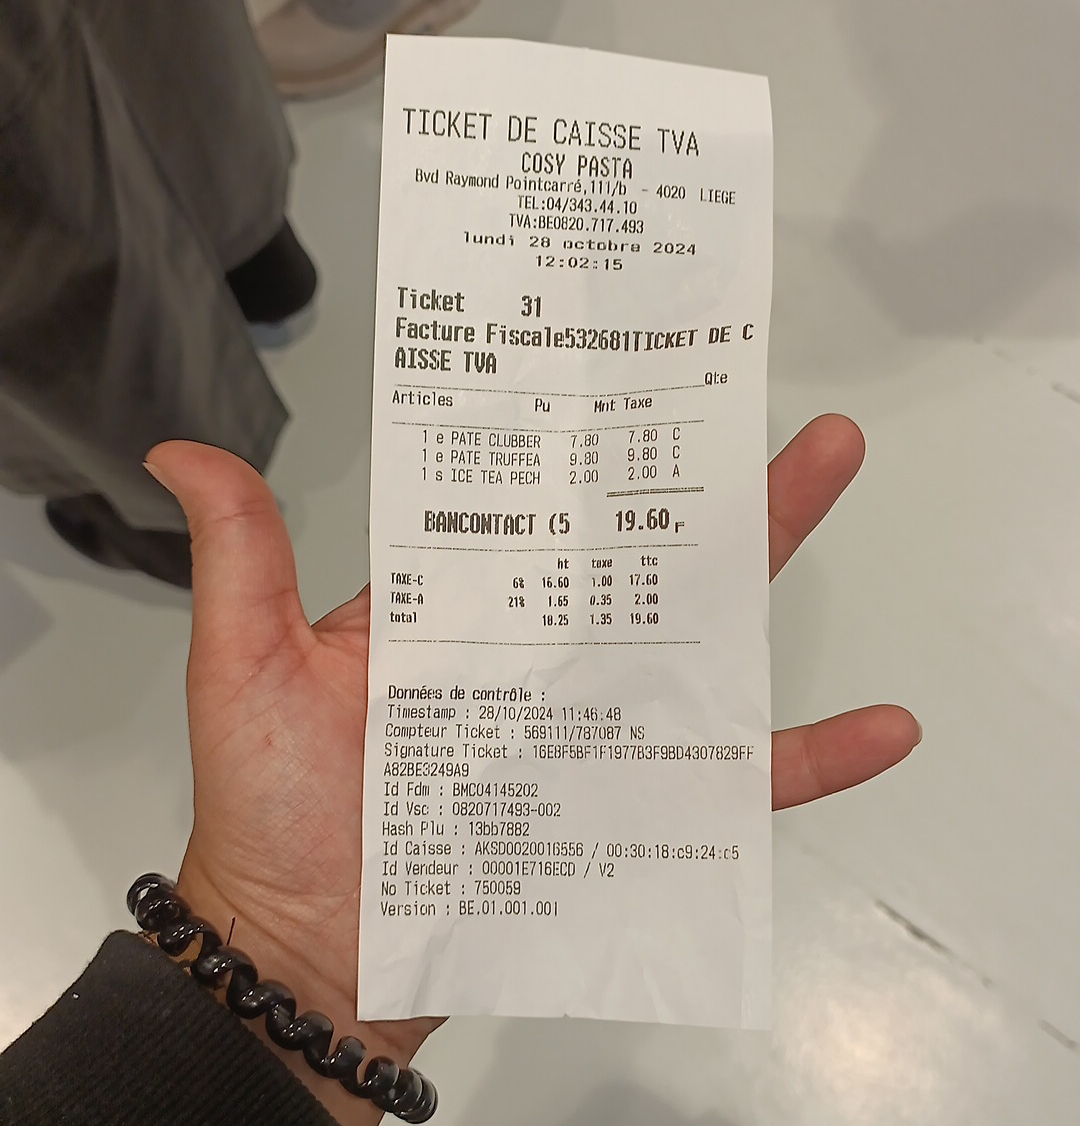 TICKET DE CAISSE TVA
COSY PASTA
Bvd Raymond Pointcarré,111/b - 4020 LIEGE
TEL:04/343.44.10
TVA:BE0820.717.493
lundi 28 octobre 2024
12:02:15
Ticket 31
Facture Fiscale532681TICKET DE C
AISSE TVA
Qte
Articles Pu Mnt Taxe
1 e PATE CLUBBER 7.80 7.80 C
1 e PATE TRUFFEA 9.80 9.80 C
1 s ICE TEA PECH 2.00 2.00 A
BANCONTACT (5 19.60 F
ht taxe ttc
TAXE-C 6% 16.60 1.00 17.60
TAXE-A 21% 1.65 0.35 2.00
total 18.25 1.35 19.60
Données de contrôle :
Timestamp : 28/10/2024 11:46:48
Compteur Ticket : 569111/787087 NS
Signature Ticket : 16E8F5BF1F1977B3F9BD4307829FF
A82BE3249A9
Id Fdm : BMC04145202
Id Vsc : 0820717493-002
Hash Plu : 13bb7882
Id Caisse : AKSD0020016556 / 00:30:18:c9:24:c5
Id Vendeur : 00001E716ECD / V2
No Ticket : 750059
Version : BE.01.001.001